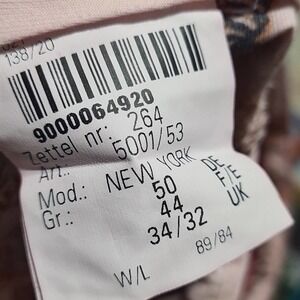 138/20
9000064920
Zettel nr: 264
Art.: 5001/53
Mod.: NEW YORK
Gr.: 50 DE
44 F/E
34/32 UK
W/L 89/84